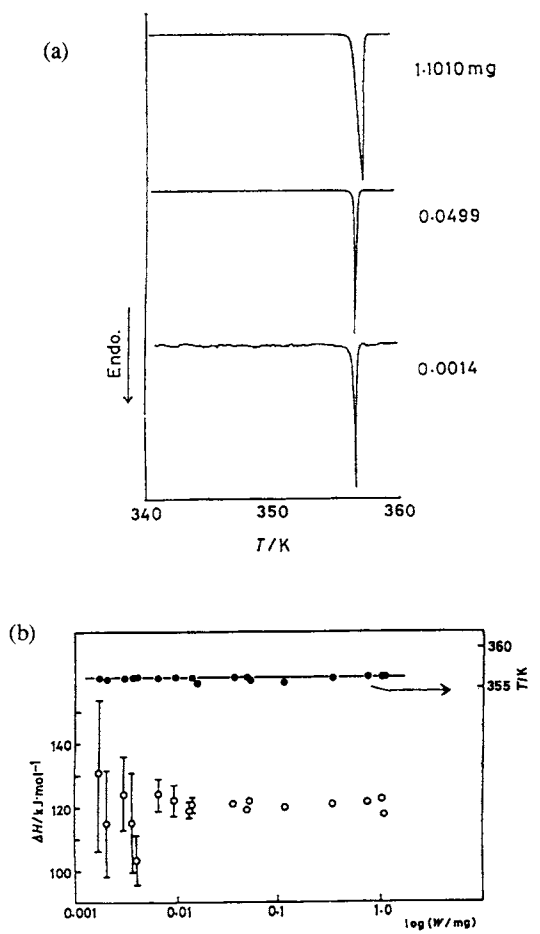 (a)
1·1010 mg
0·0499
0·0014
Endo.
340
350
360
T/K
(b)
360
355
T/K
140
120
100
ΔH/kJ·mol⁻¹
0.001
0.01
0.1
1.0
log (W/mg)